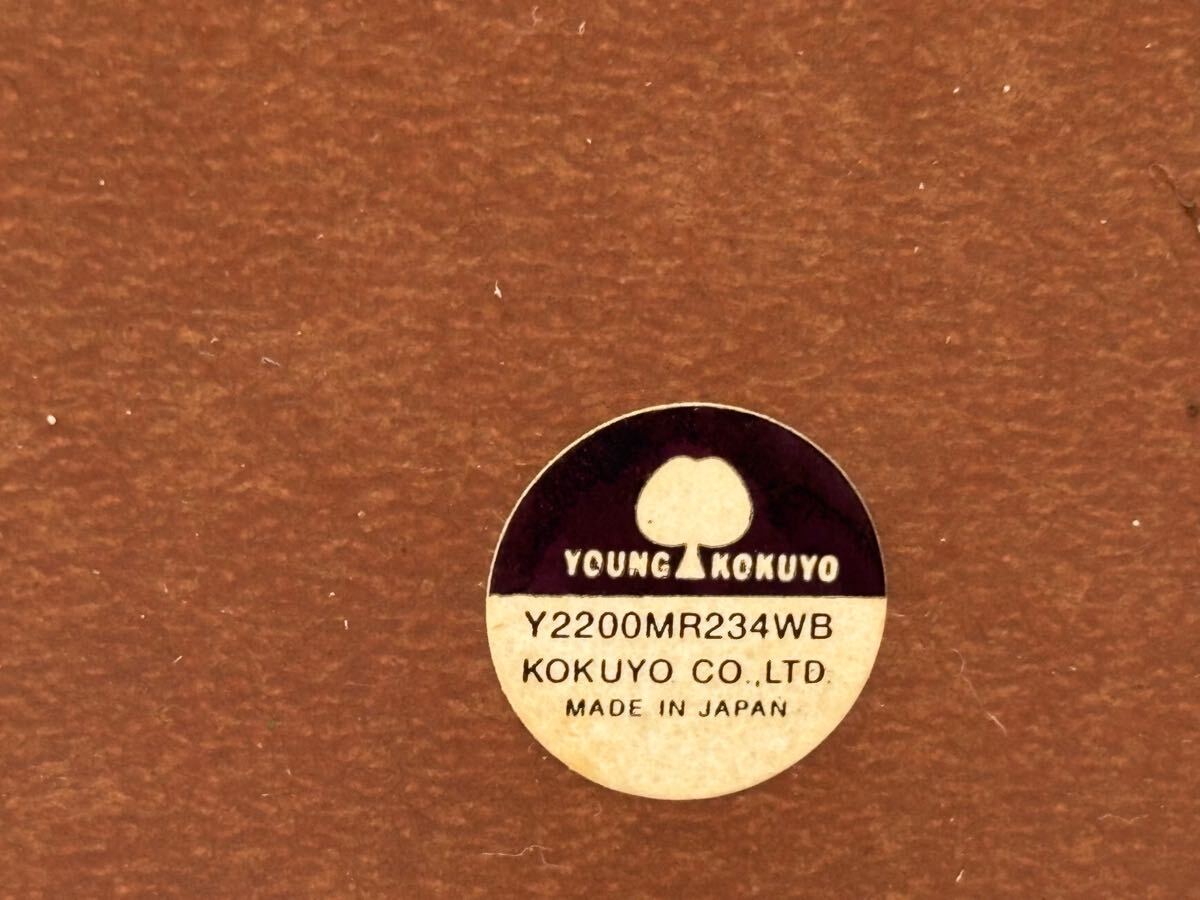 YOUNG KOKUYO
Y2200MR234WB
KOKUYO CO.,LTD.
MADE IN JAPAN